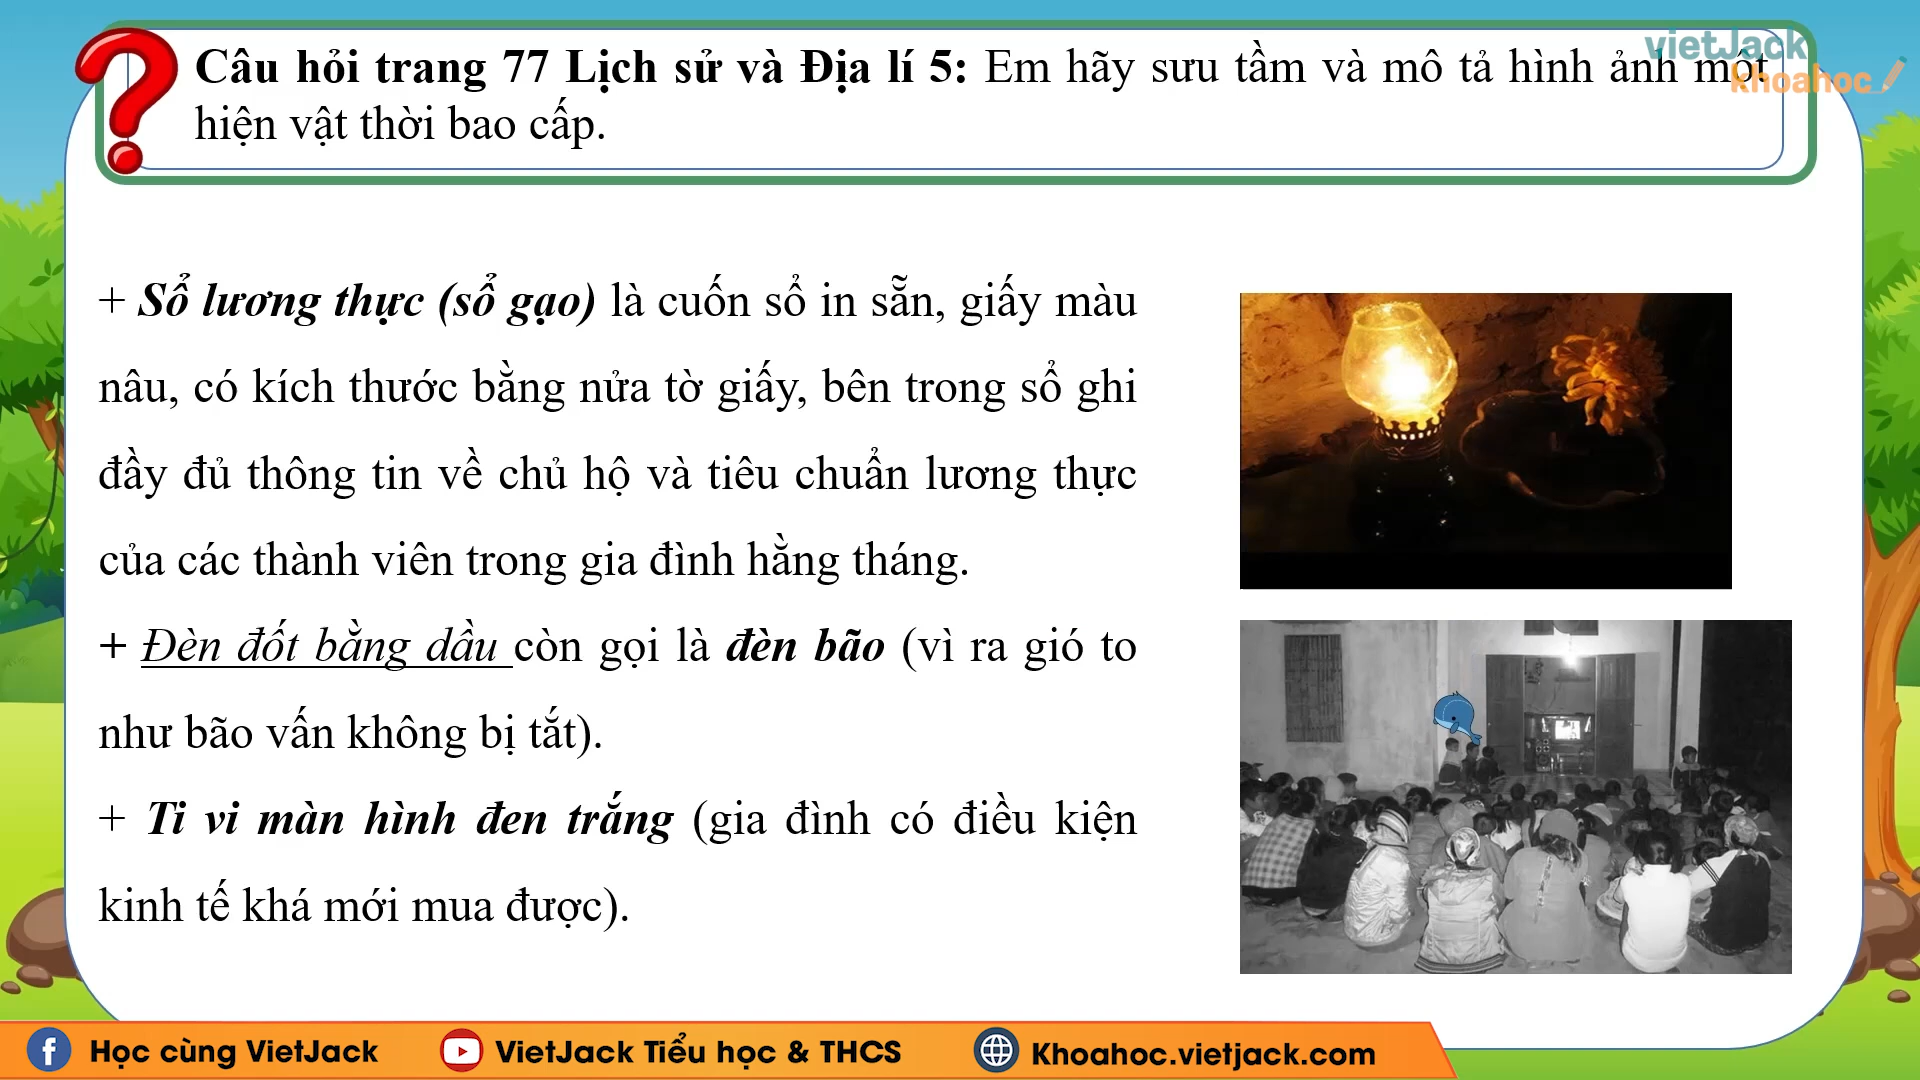 Câu hỏi trang 77 Lịch sử và Địa lí 5: Em hãy sưu tầm và mô tả hình ảnh một
hiện vật thời bao cấp.
vietJack
khoahoc
+ Sổ lương thực (sổ gạo) là cuốn sổ in sẵn, giấy màu
nâu, có kích thước bằng nửa tờ giấy, bên trong sổ ghi
đầy đủ thông tin về chủ hộ và tiêu chuẩn lương thực
của các thành viên trong gia đình hằng tháng.
+ Đèn đốt bằng dầu còn gọi là đèn bão (vì ra gió to
như bão vấn không bị tắt).
+ Ti vi màn hình đen trắng (gia đình có điều kiện
kinh tế khá mới mua được).
Học cùng VietJack
VietJack Tiểu học & THCS
Khoahoc.vietjack.com